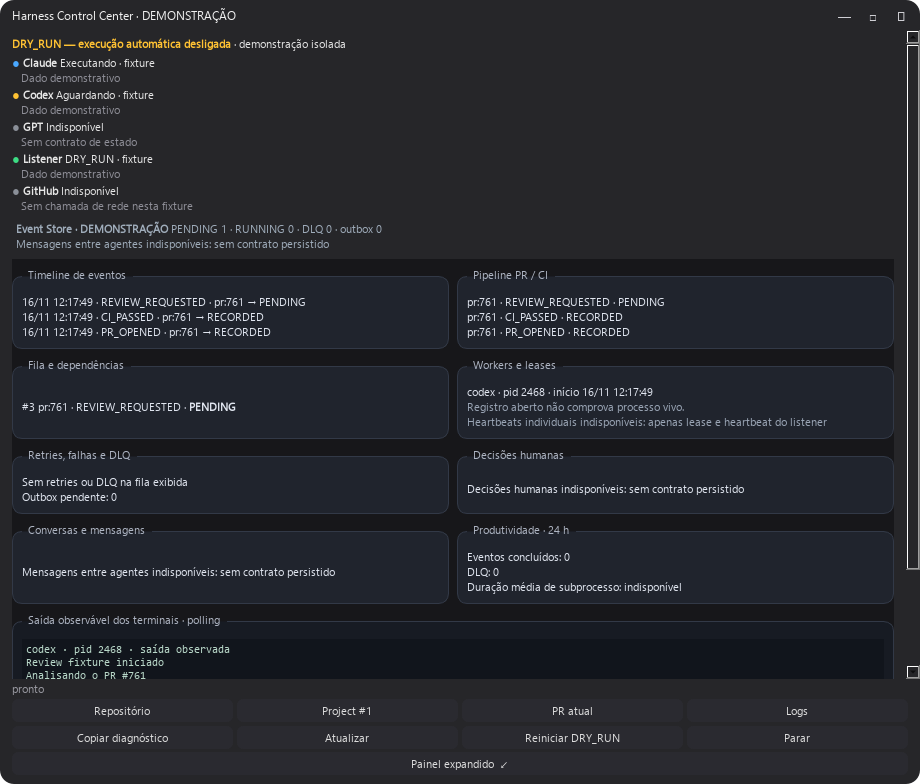 Harness Control Center · DEMONSTRAÇÃO
DRY_RUN — execução automática desligada · demonstração isolada
Claude Executando · fixture
Dado demonstrativo
Codex Aguardando · fixture
Dado demonstrativo
GPT Indisponível
Sem contrato de estado
Listener DRY_RUN · fixture
Dado demonstrativo
GitHub Indisponível
Sem chamada de rede nesta fixture
Event Store · DEMONSTRAÇÃO PENDING 1 · RUNNING 0 · DLQ 0 · outbox 0
Mensagens entre agentes indisponíveis: sem contrato persistido
Timeline de eventos
16/11 12:17:49 · REVIEW_REQUESTED · pr:761 → PENDING
16/11 12:17:49 · CI_PASSED · pr:761 → RECORDED
16/11 12:17:49 · PR_OPENED · pr:761 → RECORDED
Pipeline PR / CI
pr:761 · REVIEW_REQUESTED · PENDING
pr:761 · CI_PASSED · RECORDED
pr:761 · PR_OPENED · RECORDED
Fila e dependências
#3 pr:761 · REVIEW_REQUESTED · PENDING
Workers e leases
codex · pid 2468 · início 16/11 12:17:49
Registro aberto não comprova processo vivo.
Heartbeats individuais indisponíveis: apenas lease e heartbeat do listener
Retries, falhas e DLQ
Sem retries ou DLQ na fila exibida
Outbox pendente: 0
Decisões humanas
Decisões humanas indisponíveis: sem contrato persistido
Conversas e mensagens
Mensagens entre agentes indisponíveis: sem contrato persistido
Produtividade · 24 h
Eventos concluídos: 0
DLQ: 0
Duração média de subprocesso: indisponível
Saída observável dos terminais · polling
codex · pid 2468 · saída observada
Review fixture iniciado
Analisando o PR #761
pronto
Repositório
Project #1
PR atual
Logs
Copiar diagnóstico
Atualizar
Reiniciar DRY_RUN
Parar
Painel expandido ✓